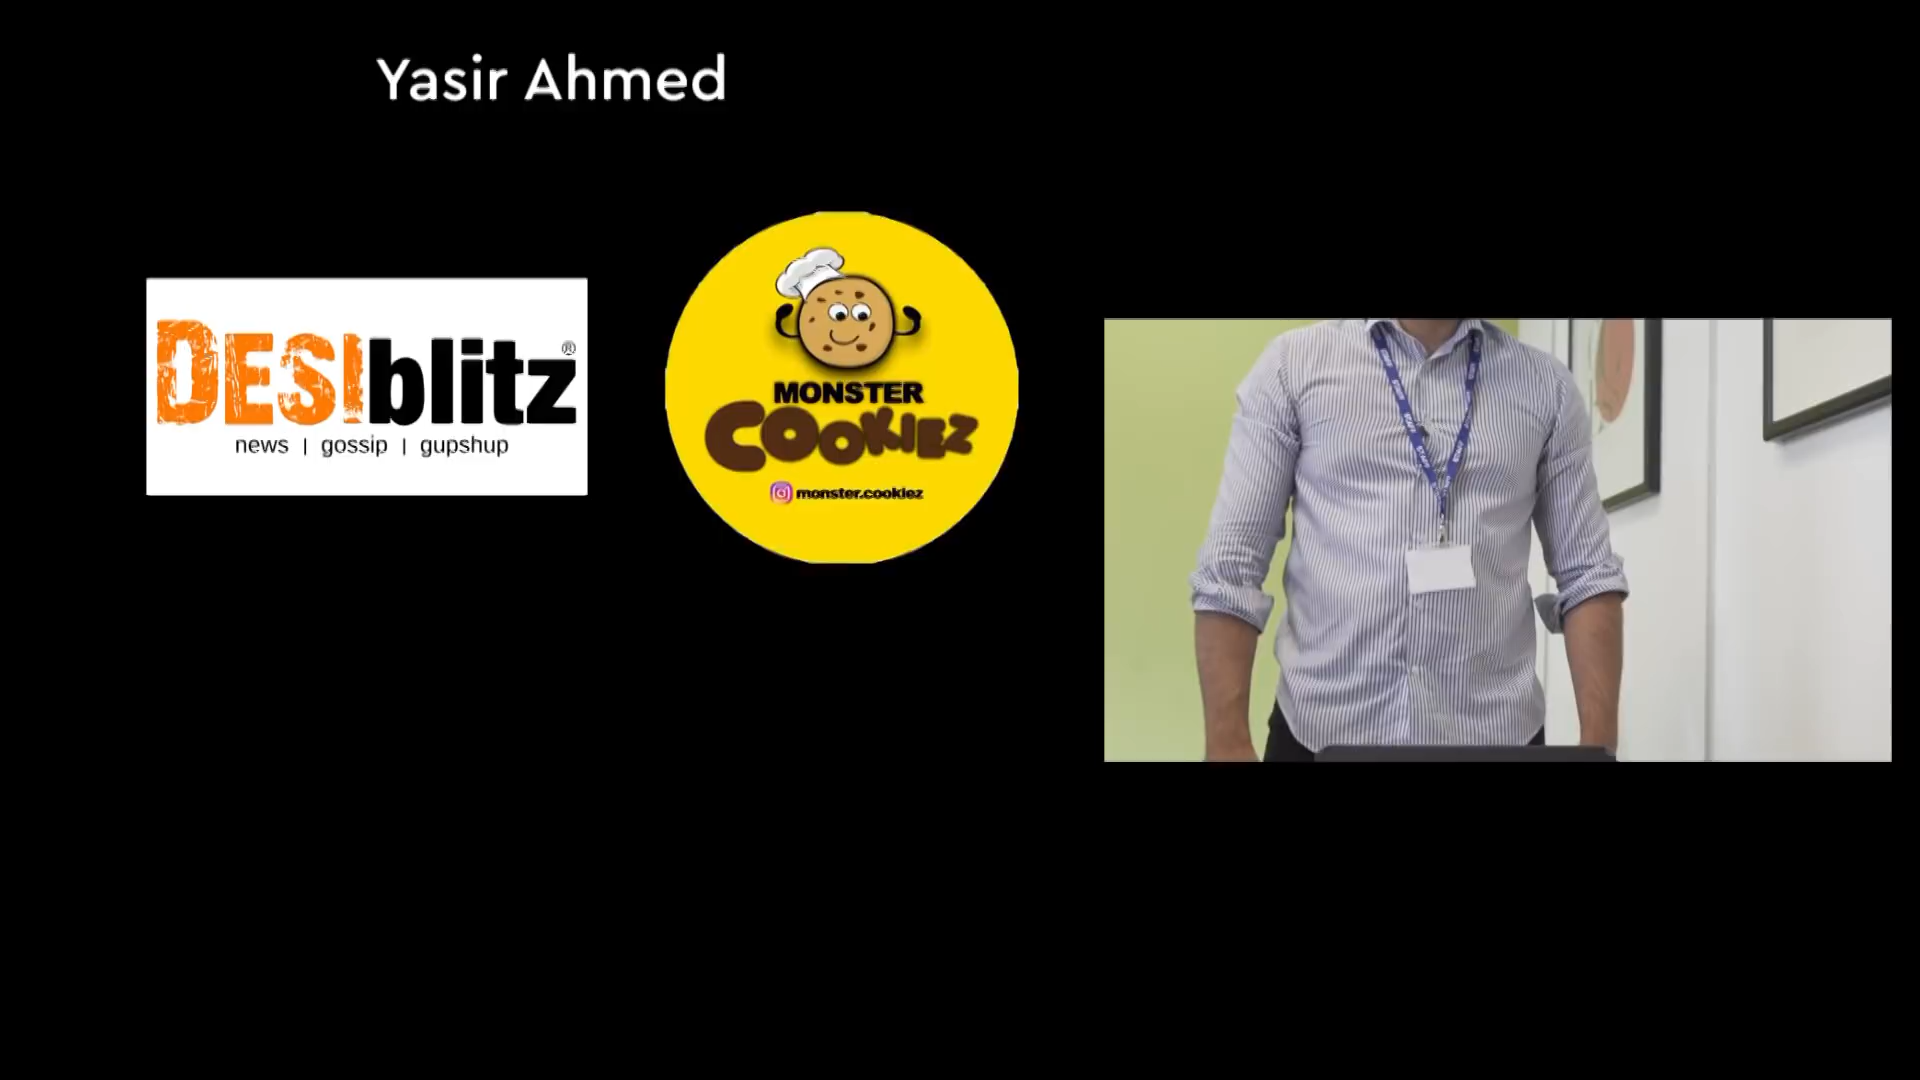 Yasir Ahmed
DESIblitz®
news | gossip | gupshup
MONSTER
COOKIEZ
monster.cookiez